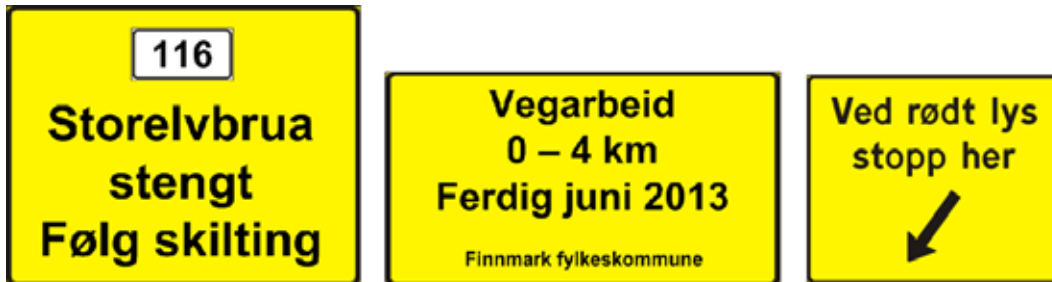 116
Storelvbrua
stengt
Følg skilting
Vegarbeid
0 – 4 km
Ferdig juni 2013
Finnmark fylkeskommune
Ved rødt lys
stopp her